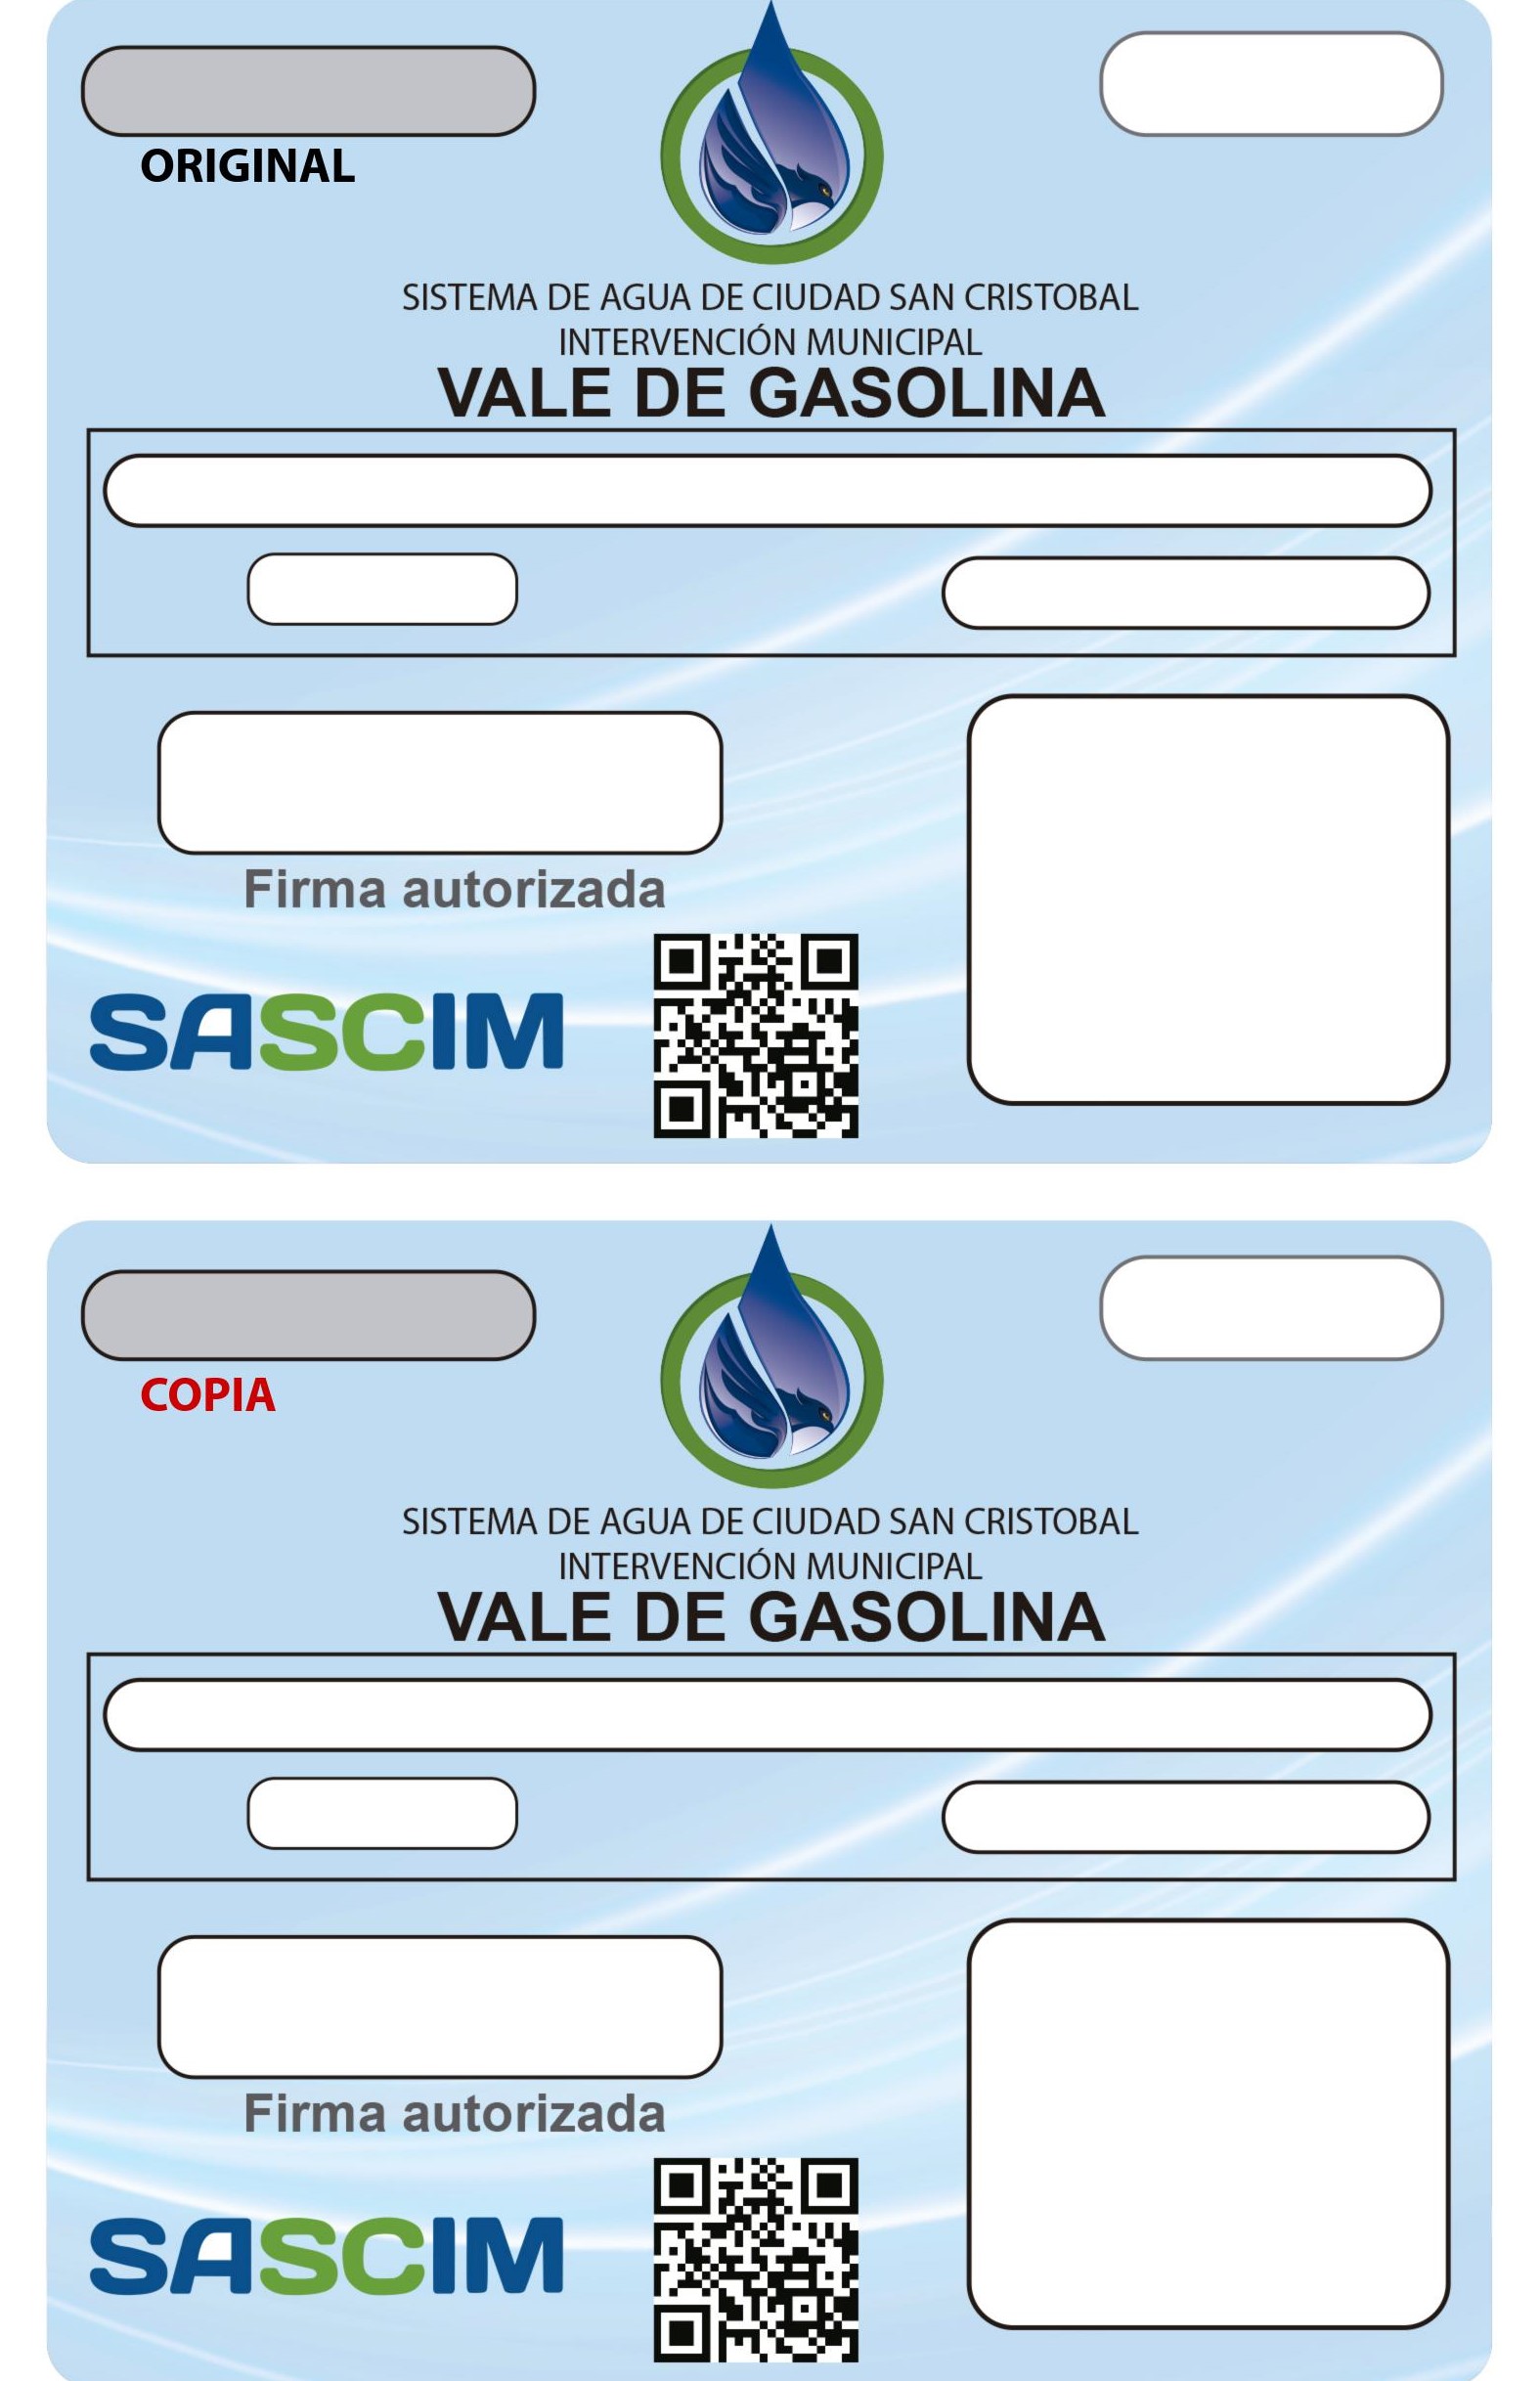 ORIGINAL
SISTEMA DE AGUA DE CIUDAD SAN CRISTOBAL
INTERVENCIÓN MUNICIPAL
VALE DE GASOLINA
Firma autorizada
SASCIM
COPIA
SISTEMA DE AGUA DE CIUDAD SAN CRISTOBAL
INTERVENCIÓN MUNICIPAL
VALE DE GASOLINA
Firma autorizada
SASCIM